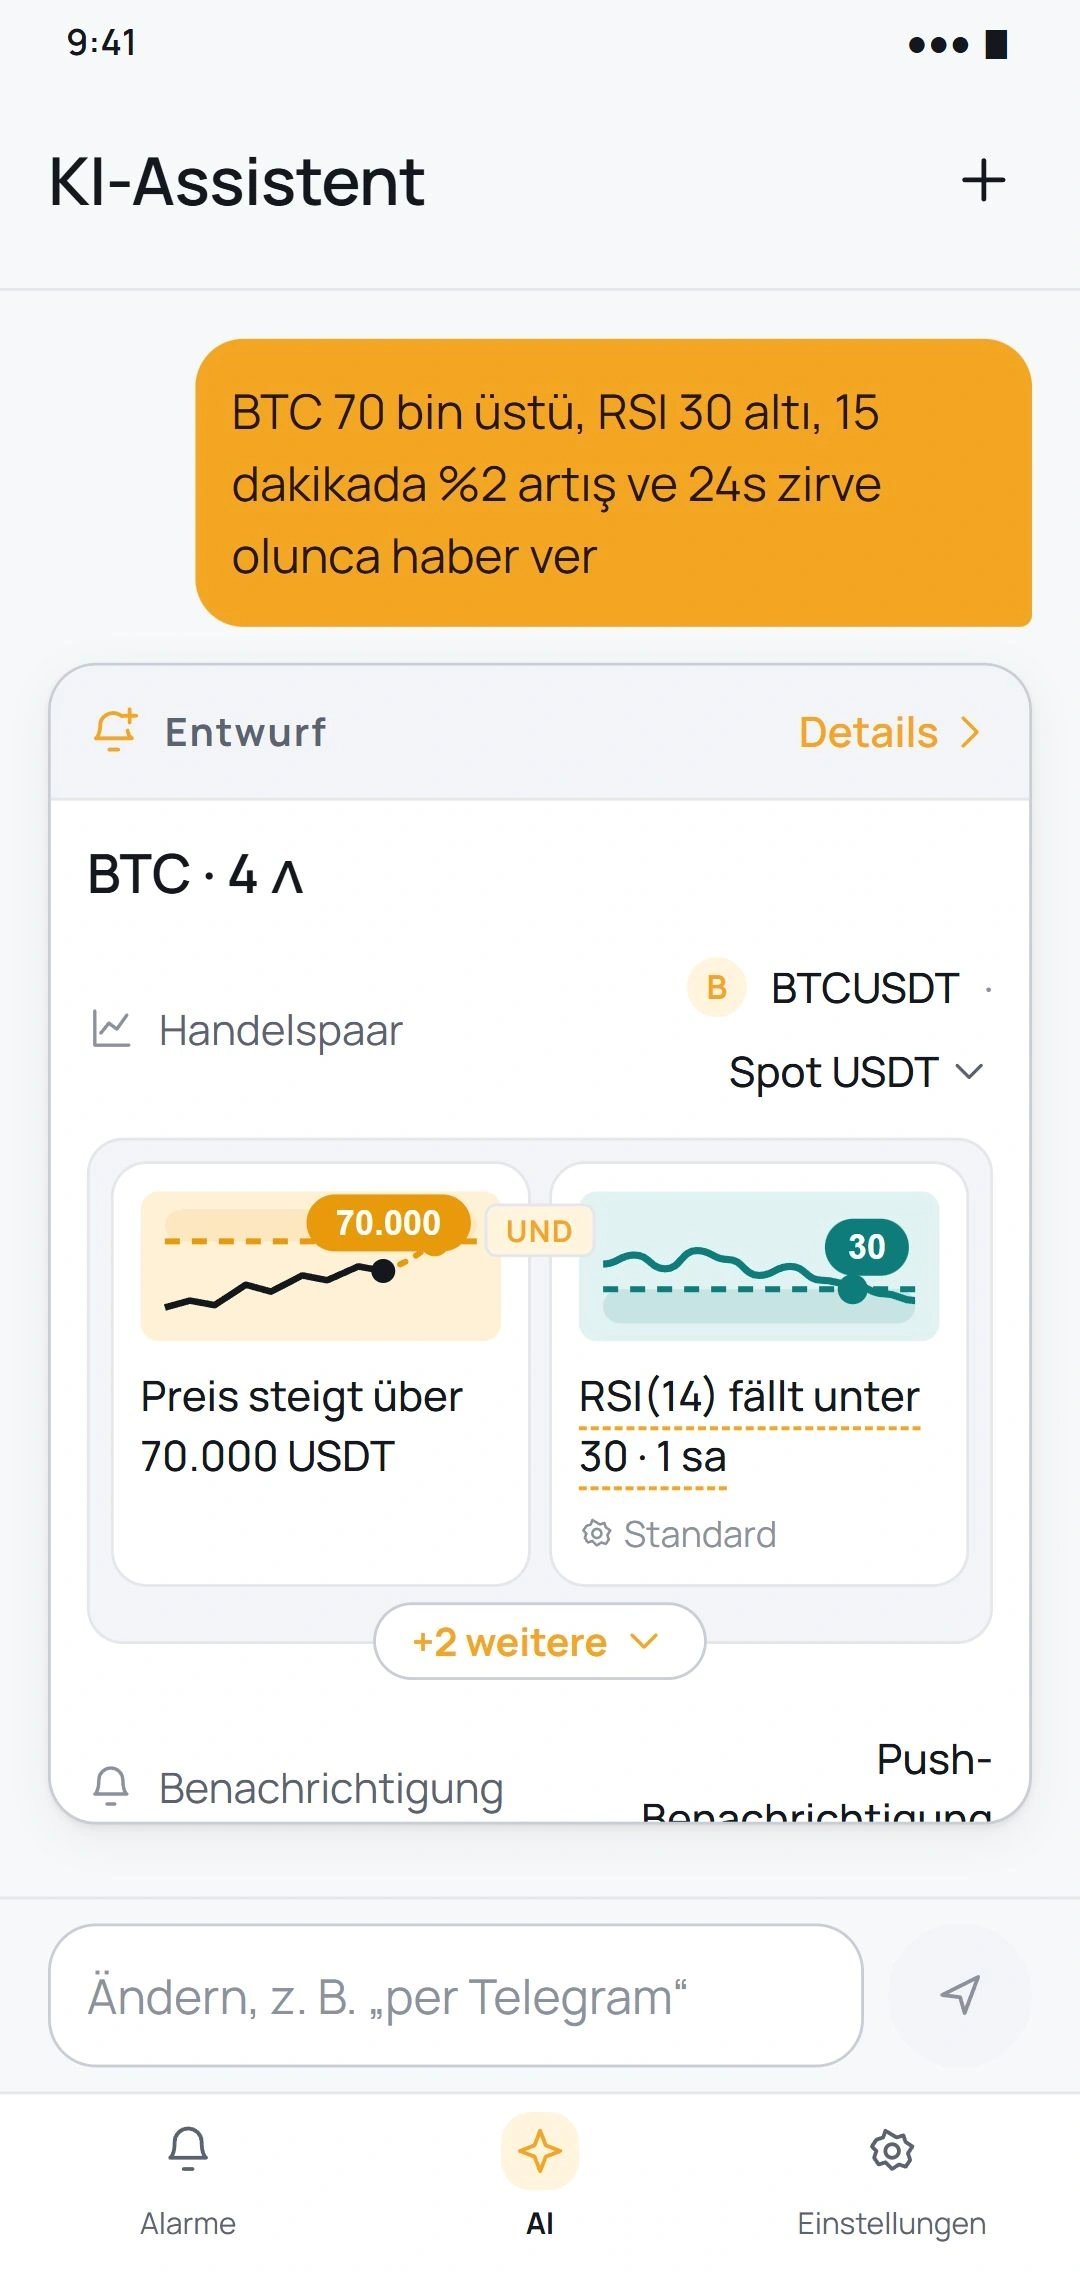 9:41
KI-Assistent
BTC 70 bin üstü, RSI 30 altı, 15
dakikada %2 artış ve 24s zirve
olunca haber ver
Entwurf
Details
BTC · 4 ∧
Handelspaar
B BTCUSDT ·
Spot USDT
70.000
UND
30
Preis steigt über
70.000 USDT
RSI(14) fällt unter
30 · 1 sa
Standard
+2 weitere
Benachrichtigung
Push-
Benachrichtigung
Ändern, z. B. „per Telegram“
Alarme
AI
Einstellungen